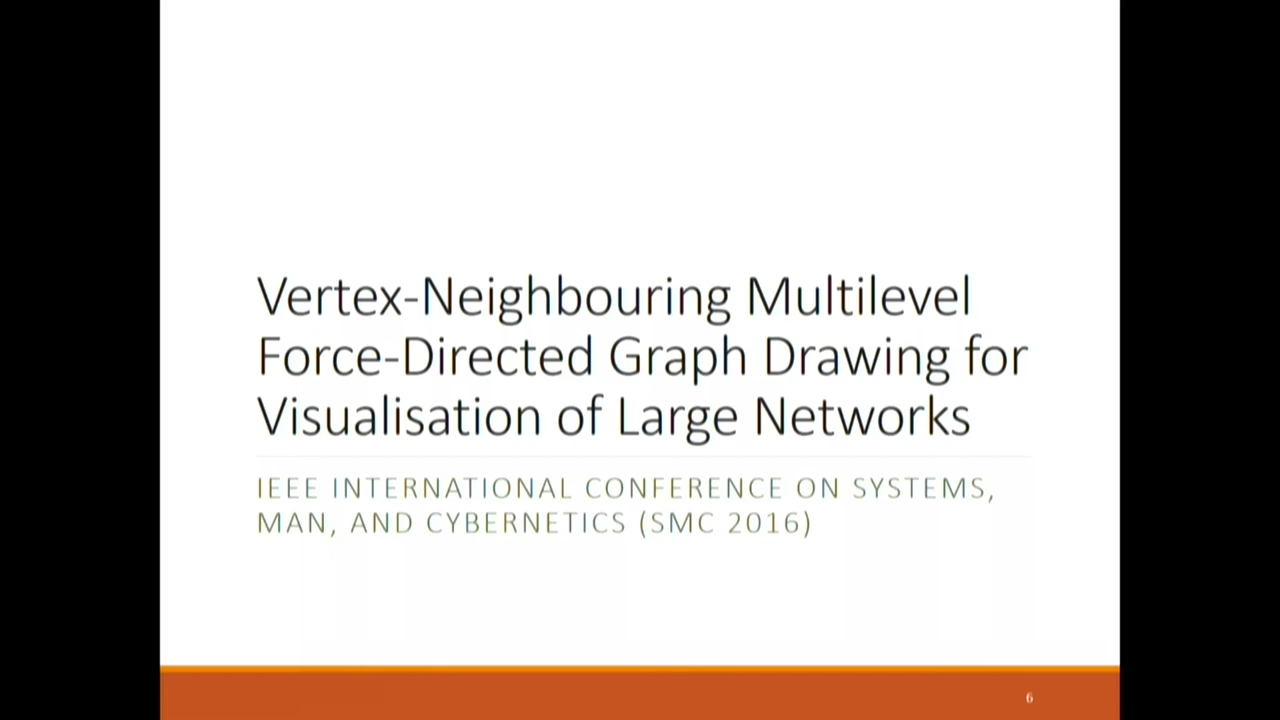 Vertex-Neighbouring Multilevel
Force-Directed Graph Drawing for
Visualisation of Large Networks
IEEE INTERNATIONAL CONFERENCE ON SYSTEMS,
MAN, AND CYBERNETICS (SMC 2016)
6